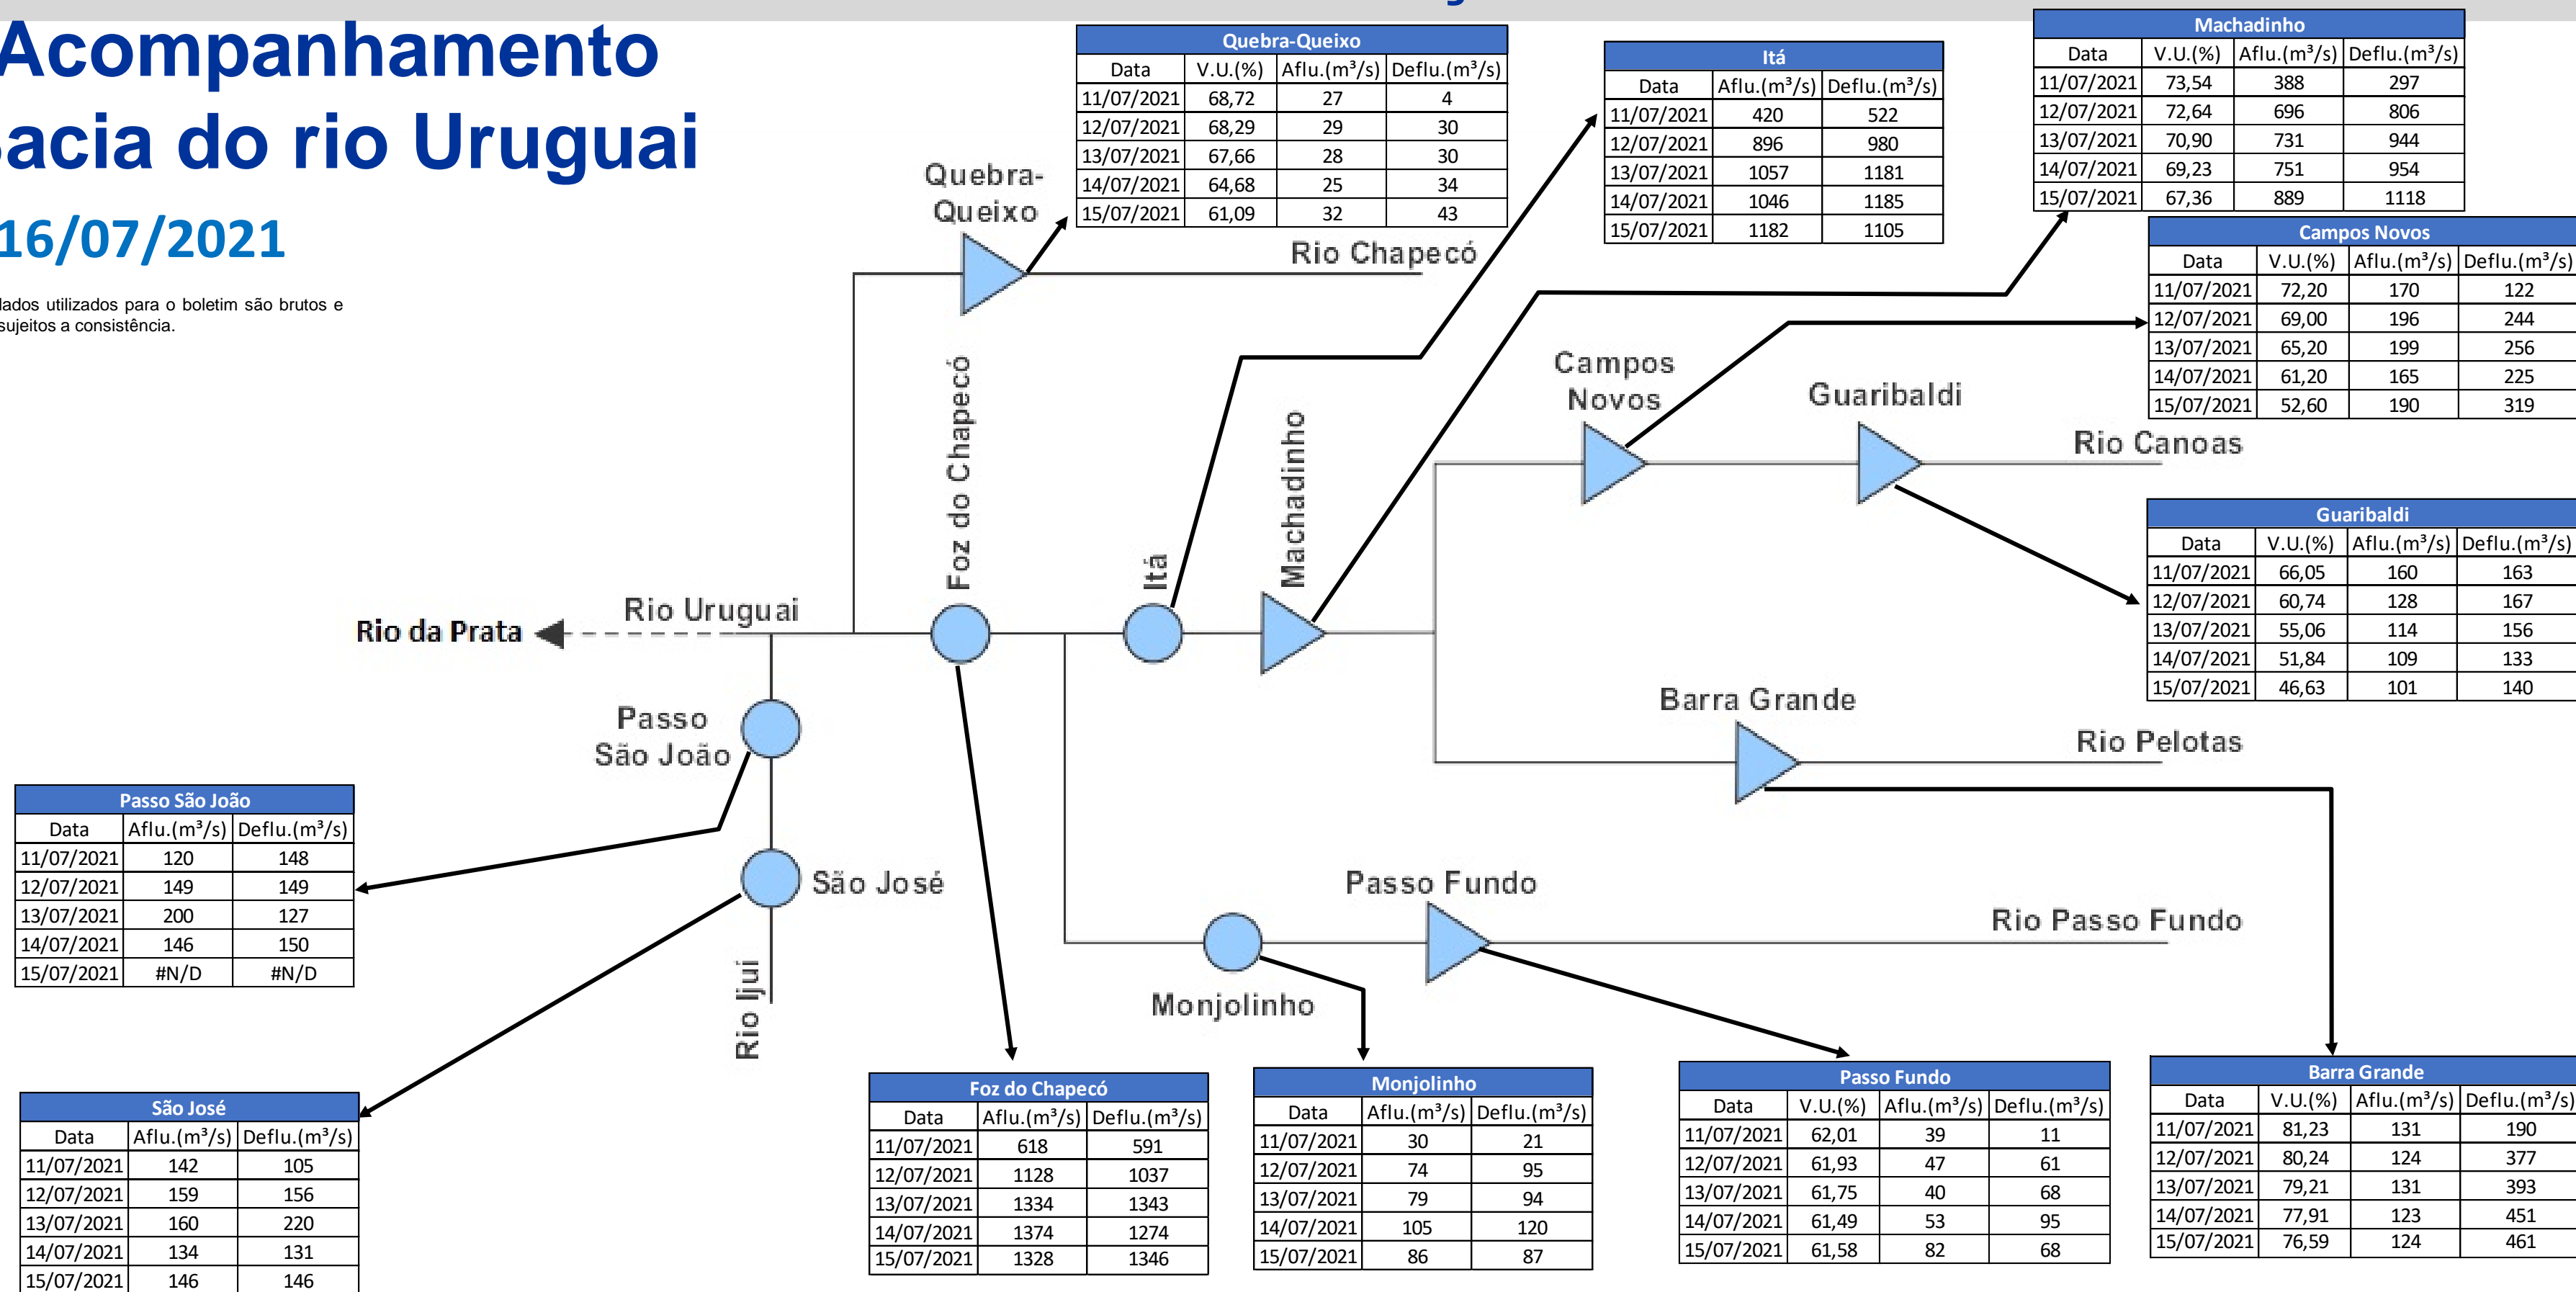 Acompanhamento
acia do rio Uruguai
16/07/2021
dados utilizados para o boletim são brutos e
sujeitos a consistência.
Quebra-Queixo
Data V.U.(%) Aflu.(m³/s) Deflu.(m³/s)
11/07/2021 68,72 27 4
12/07/2021 68,29 29 30
13/07/2021 67,66 28 30
14/07/2021 64,68 25 34
15/07/2021 61,09 32 43
Itá
Data Aflu.(m³/s) Deflu.(m³/s)
11/07/2021 420 522
12/07/2021 896 980
13/07/2021 1057 1181
14/07/2021 1046 1185
15/07/2021 1182 1105
Machadinho
Data V.U.(%) Aflu.(m³/s) Deflu.(m³/s)
11/07/2021 73,54 388 297
12/07/2021 72,64 696 806
13/07/2021 70,90 731 944
14/07/2021 69,23 751 954
15/07/2021 67,36 889 1118
Campos Novos
Data V.U.(%) Aflu.(m³/s) Deflu.(m³/s)
11/07/2021 72,20 170 122
12/07/2021 69,00 196 244
13/07/2021 65,20 199 256
14/07/2021 61,20 165 225
15/07/2021 52,60 190 319
Guaribaldi
Data V.U.(%) Aflu.(m³/s) Deflu.(m³/s)
11/07/2021 66,05 160 163
12/07/2021 60,74 128 167
13/07/2021 55,06 114 156
14/07/2021 51,84 109 133
15/07/2021 46,63 101 140
Quebra-
Queixo
Rio Chapecó
Foz do Chapecó
Itá
Machadinho
Campos
Novos
Guaribaldi
Rio Canoas
Rio da Prata
Rio Uruguai
Passo
São João
Barra Grande
Rio Pelotas
São José
Rio Ijui
Passo Fundo
Rio Passo Fundo
Monjolinho
Passo São João
Data Aflu.(m³/s) Deflu.(m³/s)
11/07/2021 120 148
12/07/2021 149 149
13/07/2021 200 127
14/07/2021 146 150
15/07/2021 #N/D #N/D
São José
Data Aflu.(m³/s) Deflu.(m³/s)
11/07/2021 142 105
12/07/2021 159 156
13/07/2021 160 220
14/07/2021 134 131
15/07/2021 146 146
Foz do Chapecó
Data Aflu.(m³/s) Deflu.(m³/s)
11/07/2021 618 591
12/07/2021 1128 1037
13/07/2021 1334 1343
14/07/2021 1374 1274
15/07/2021 1328 1346
Monjolinho
Data Aflu.(m³/s) Deflu.(m³/s)
11/07/2021 30 21
12/07/2021 74 95
13/07/2021 79 94
14/07/2021 105 120
15/07/2021 86 87
Passo Fundo
Data V.U.(%) Aflu.(m³/s) Deflu.(m³/s)
11/07/2021 62,01 39 11
12/07/2021 61,93 47 61
13/07/2021 61,75 40 68
14/07/2021 61,49 53 95
15/07/2021 61,58 82 68
Barra Grande
Data V.U.(%) Aflu.(m³/s) Deflu.(m³/s)
11/07/2021 81,23 131 190
12/07/2021 80,24 124 377
13/07/2021 79,21 131 393
14/07/2021 77,91 123 451
15/07/2021 76,59 124 461